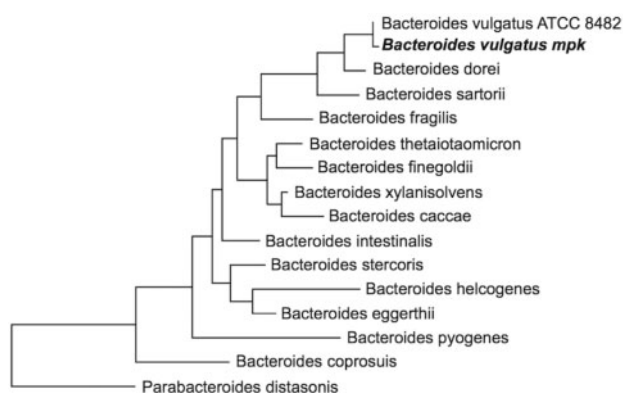 Bacteroides vulgatus ATCC 8482
Bacteroides vulgatus mpk
Bacteroides dorei
Bacteroides sartorii
Bacteroides fragilis
Bacteroides thetaiotaomicron
Bacteroides finegoldii
Bacteroides xylanisolvens
Bacteroides caccae
Bacteroides intestinalis
Bacteroides stercoris
Bacteroides helcogenes
Bacteroides eggerthii
Bacteroides pyogenes
Bacteroides coprosuis
Parabacteroides distasonis